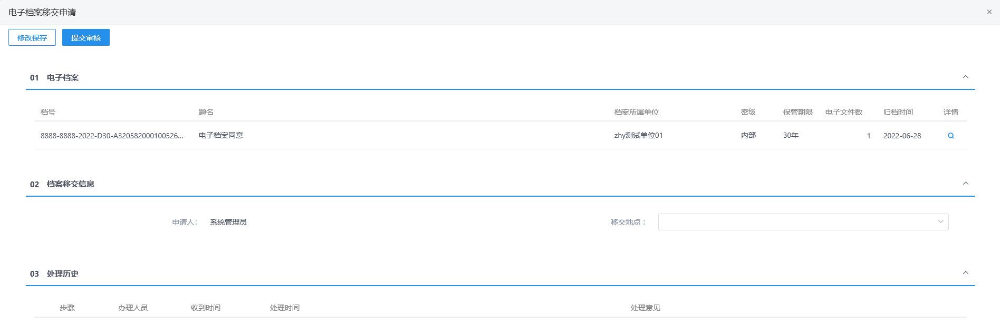 电子档案移交申请
修改保存 提交审核
01 电子档案
档号 题名 档案所属单位 密级 保管期限 电子文件数 归档时间 详情
8888-8888-2022-D30-A320582000100526... 电子档案同意 zhy测试单位01 内部 30年 1 2022-06-28
02 档案移交信息
申请人： 系统管理员 移交地点：
03 处理历史
步骤 办理人员 收到时间 处理时间 处理意见